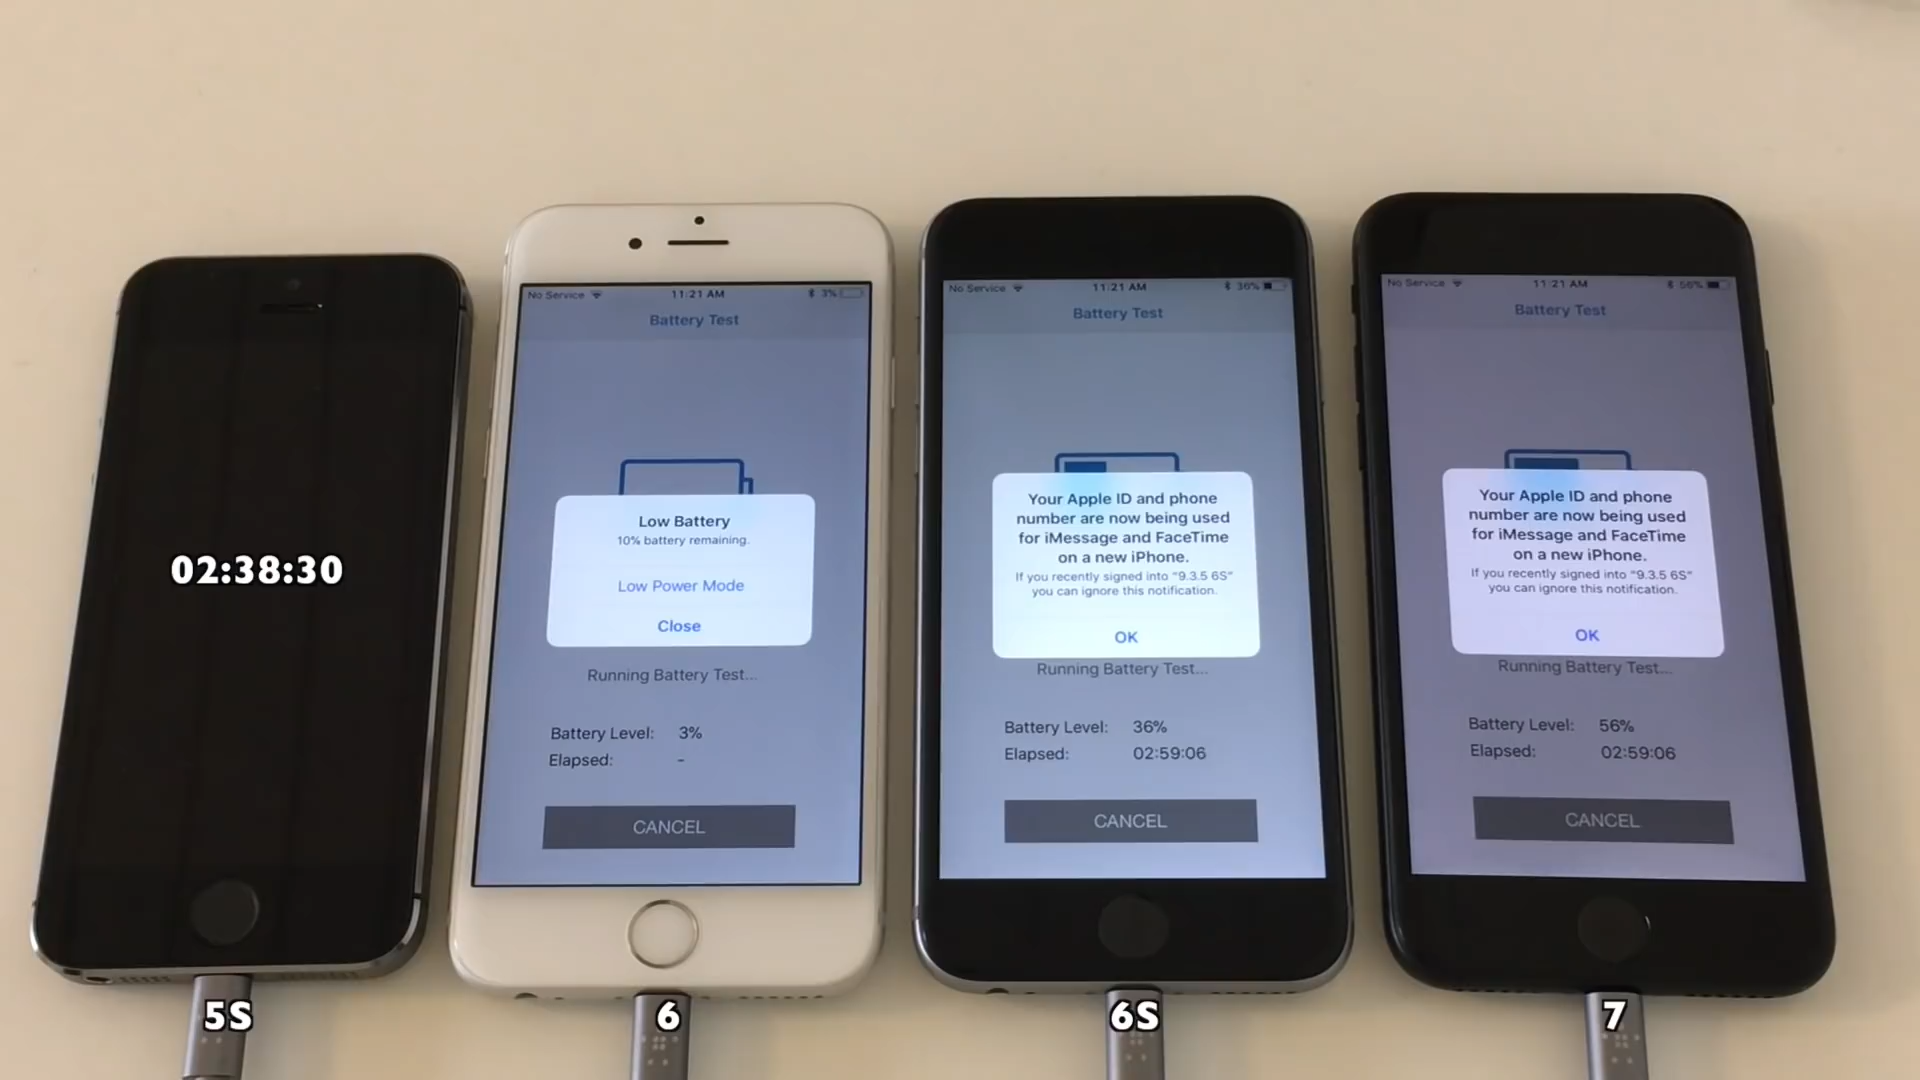 02:38:30
5S
No Service 11:21 AM 3%
Battery Test
Low Battery
10% battery remaining.
Low Power Mode
Close
Running Battery Test...
Battery Level: 3%
Elapsed: -
CANCEL
6
No Service 11:21 AM 36%
Battery Test
Your Apple ID and phone
number are now being used
for iMessage and FaceTime
on a new iPhone.
If you recently signed into "9.3.5 6S"
you can ignore this notification.
OK
Running Battery Test...
Battery Level: 36%
Elapsed: 02:59:06
CANCEL
6S
No Service 11:21 AM 56%
Battery Test
Your Apple ID and phone
number are now being used
for iMessage and FaceTime
on a new iPhone.
If you recently signed into "9.3.5 6S"
you can ignore this notification.
OK
Running Battery Test...
Battery Level: 56%
Elapsed: 02:59:06
CANCEL
7